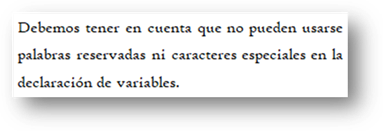 Debemos tener en cuenta que no pueden usarse
palabras reservadas ni caracteres especiales en la
declaración de variables.